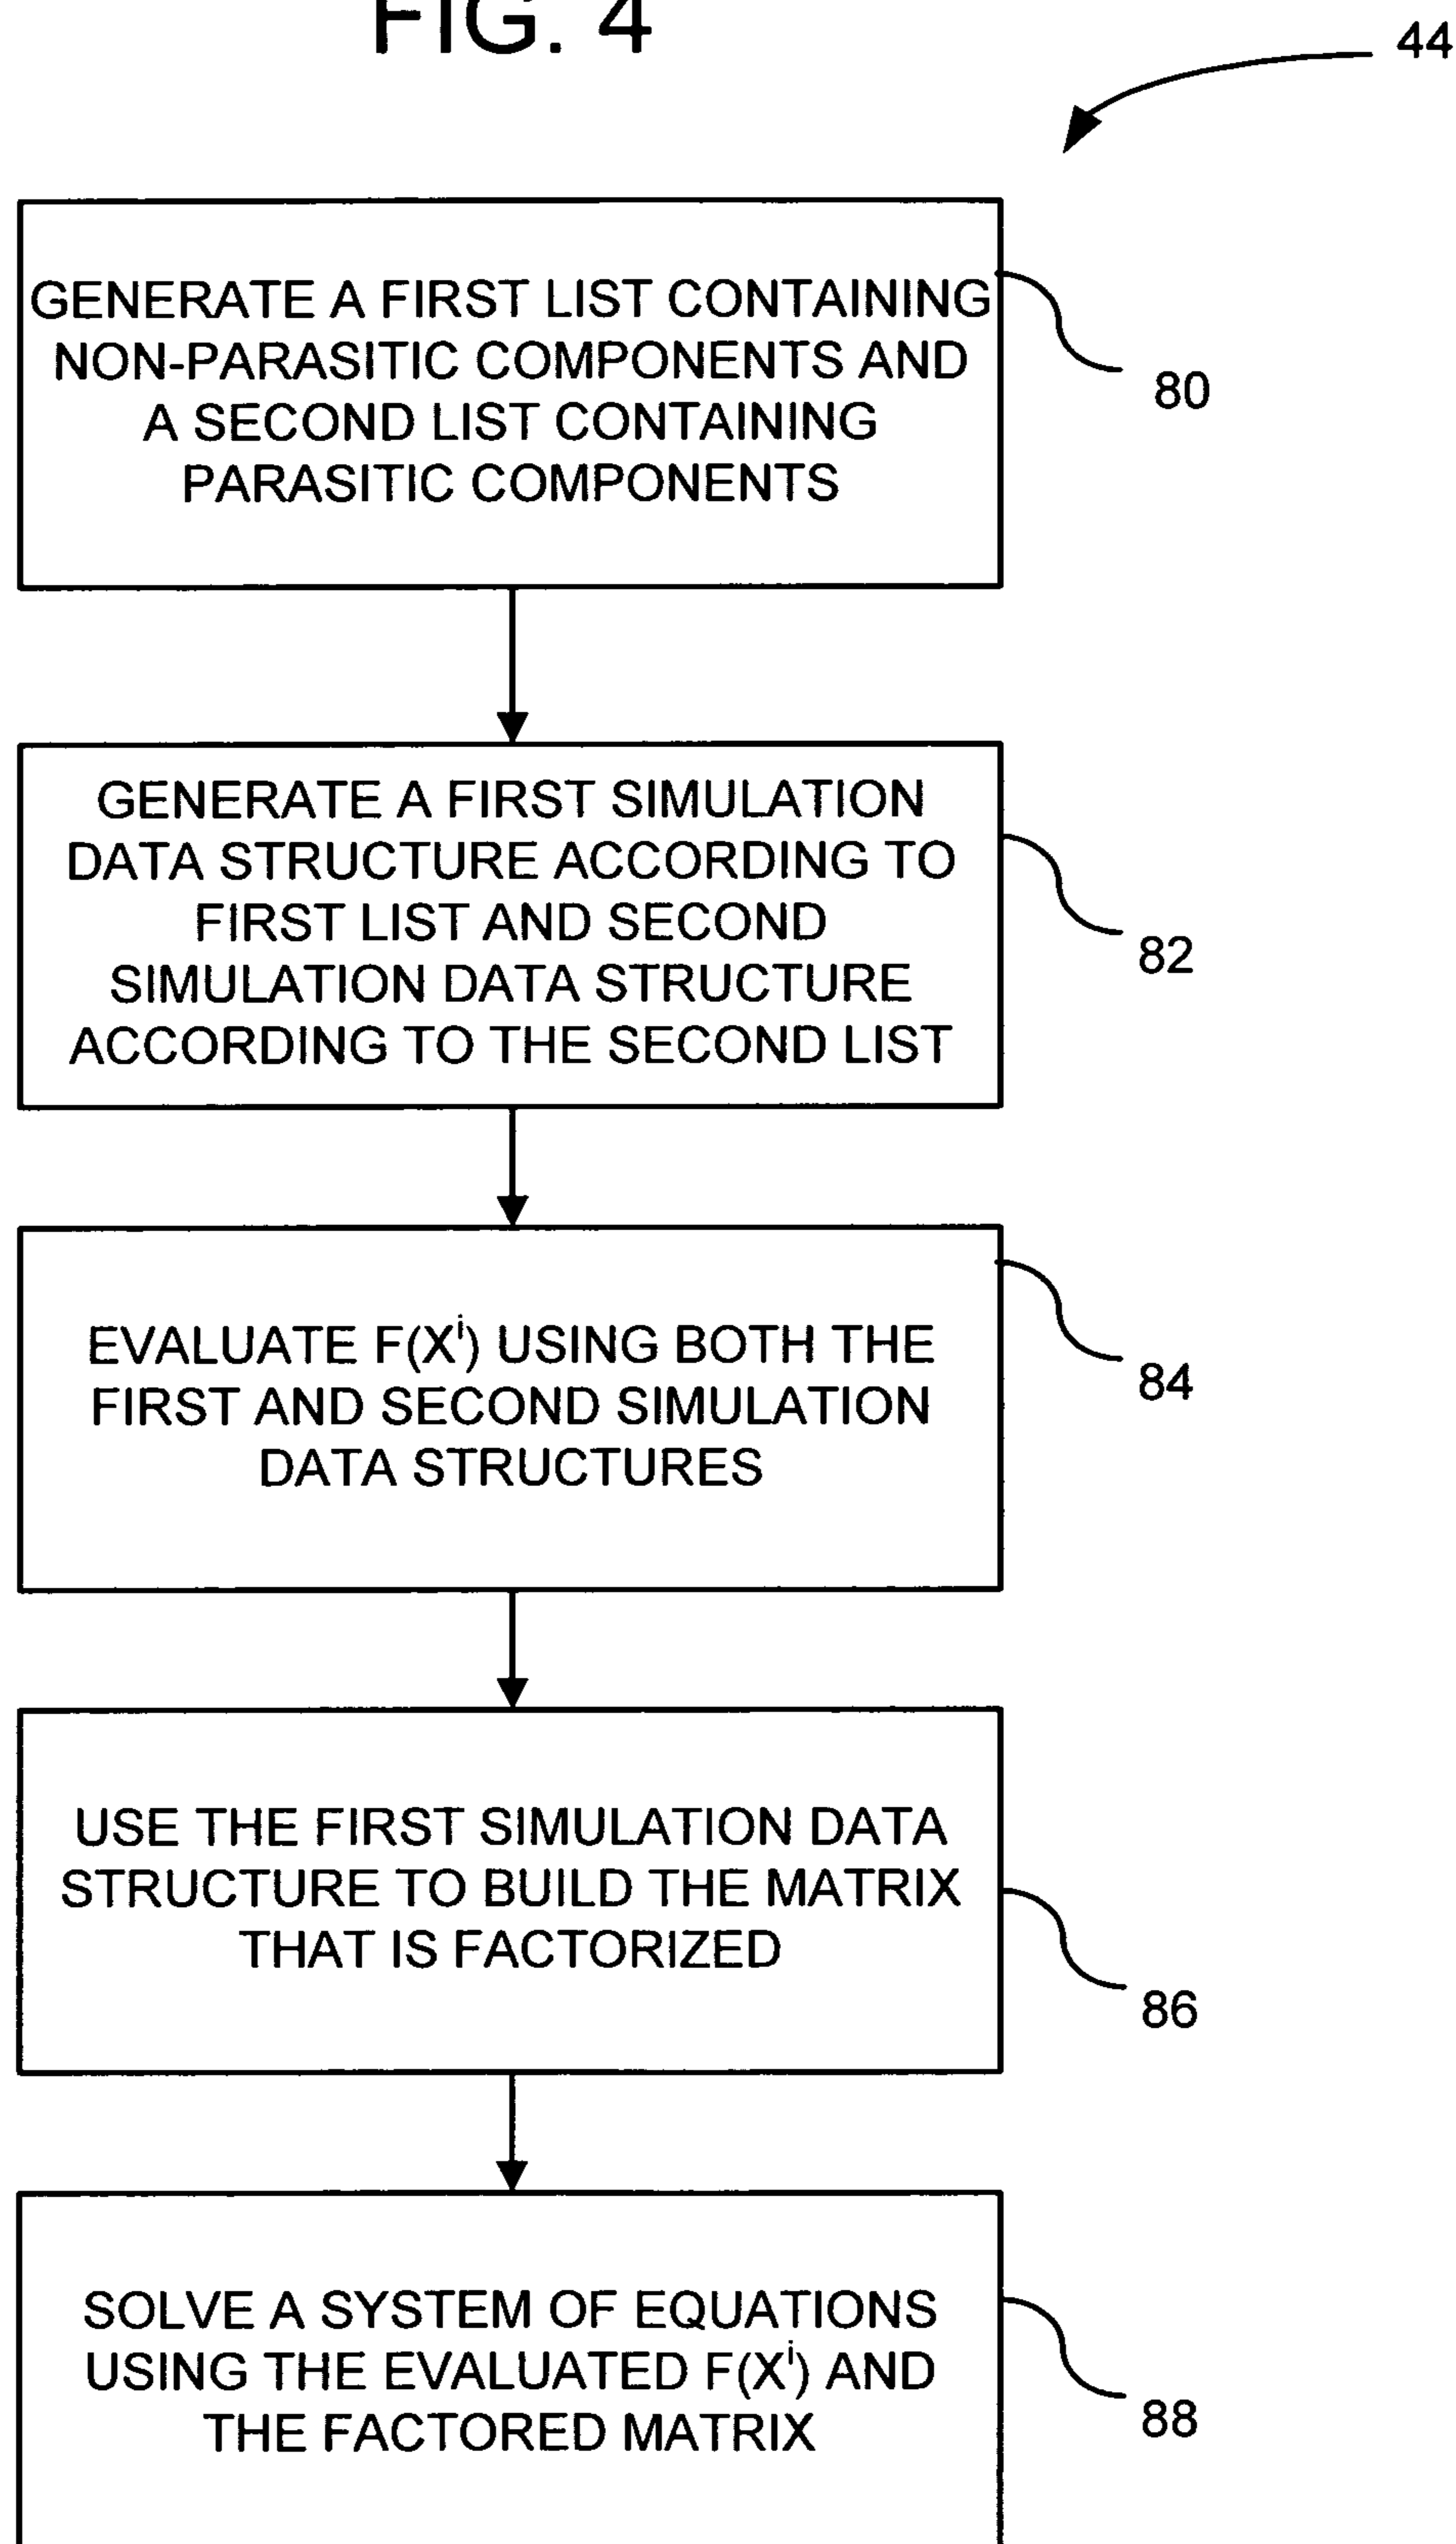 FIG. 4
44
GENERATE A FIRST LIST CONTAINING
NON-PARASITIC COMPONENTS AND
A SECOND LIST CONTAINING
PARASITIC COMPONENTS
80
GENERATE A FIRST SIMULATION
DATA STRUCTURE ACCORDING TO
FIRST LIST AND SECOND
SIMULATION DATA STRUCTURE
ACCORDING TO THE SECOND LIST
82
EVALUATE F(Xⁱ) USING BOTH THE
FIRST AND SECOND SIMULATION
DATA STRUCTURES
84
USE THE FIRST SIMULATION DATA
STRUCTURE TO BUILD THE MATRIX
THAT IS FACTORIZED
86
SOLVE A SYSTEM OF EQUATIONS
USING THE EVALUATED F(Xⁱ) AND
THE FACTORED MATRIX
88